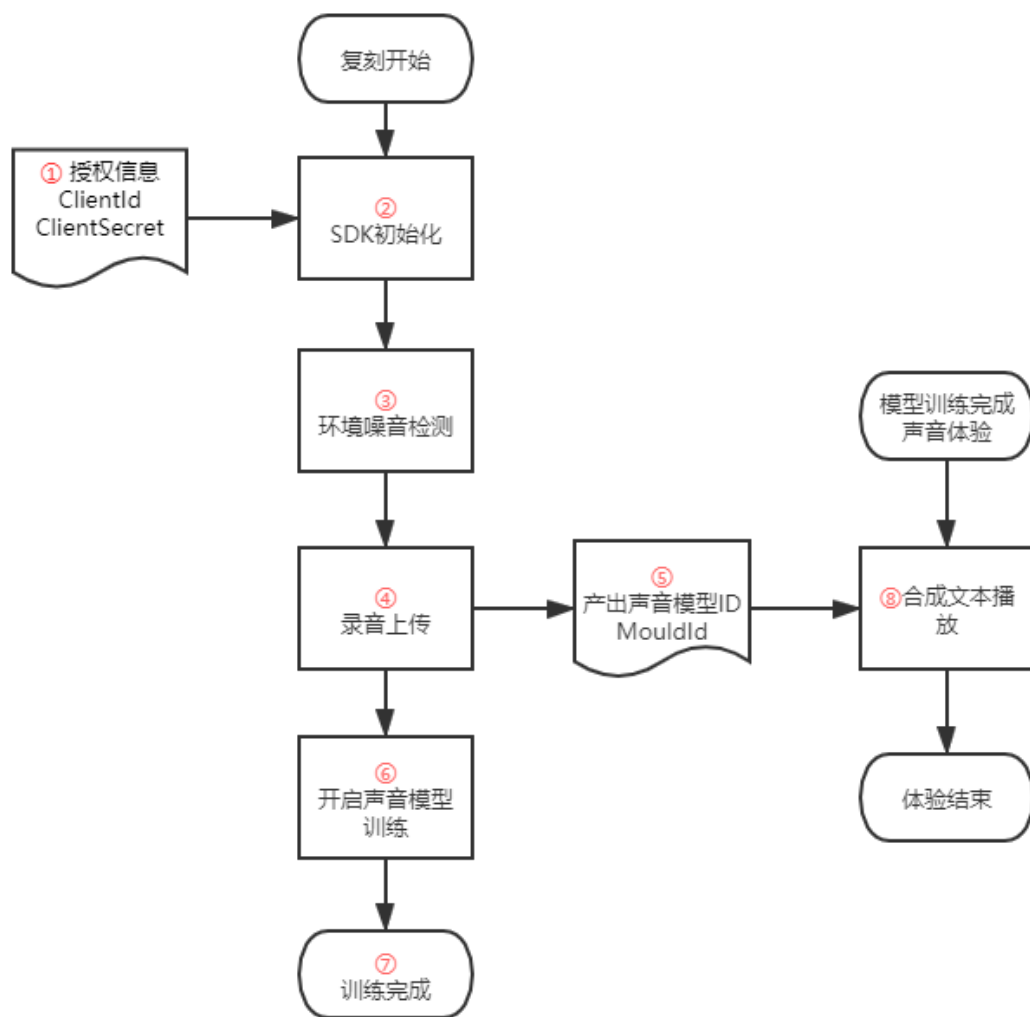 复刻开始
① 授权信息
ClientId
ClientSecret
②
SDK初始化
③
环境噪音检测
模型训练完成
声音体验
④
录音上传
⑤
产出声音模型ID
MouldId
⑧合成文本播
放
⑥
开启声音模型
训练
体验结束
⑦
训练完成